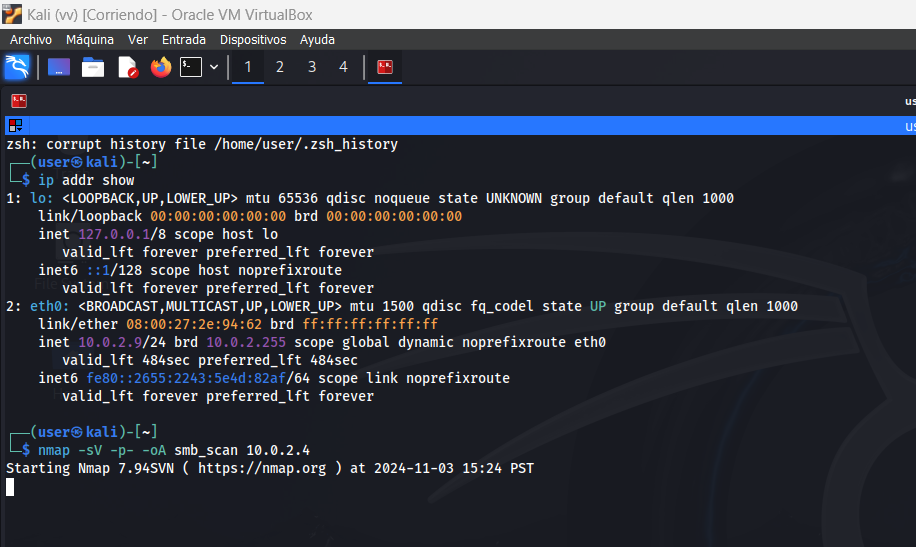 Kali (vv) [Corriendo] - Oracle VM VirtualBox
Archivo Máquina Ver Entrada Dispositivos Ayuda
1 2 3 4
us
us
zsh: corrupt history file /home/user/.zsh_history
┌──(user㉿kali)-[~]
└─$ ip addr show
1: lo: <LOOPBACK,UP,LOWER_UP> mtu 65536 qdisc noqueue state UNKNOWN group default qlen 1000
link/loopback 00:00:00:00:00:00 brd 00:00:00:00:00:00
inet 127.0.0.1/8 scope host lo
valid_lft forever preferred_lft forever
inet6 ::1/128 scope host noprefixroute
valid_lft forever preferred_lft forever
2: eth0: <BROADCAST,MULTICAST,UP,LOWER_UP> mtu 1500 qdisc fq_codel state UP group default qlen 1000
link/ether 08:00:27:2e:94:62 brd ff:ff:ff:ff:ff:ff
inet 10.0.2.9/24 brd 10.0.2.255 scope global dynamic noprefixroute eth0
valid_lft 484sec preferred_lft 484sec
inet6 fe80::2655:2243:5e4d:82af/64 scope link noprefixroute
valid_lft forever preferred_lft forever
┌──(user㉿kali)-[~]
└─$ nmap -sV -p- -oA smb_scan 10.0.2.4
Starting Nmap 7.94SVN ( https://nmap.org ) at 2024-11-03 15:24 PST